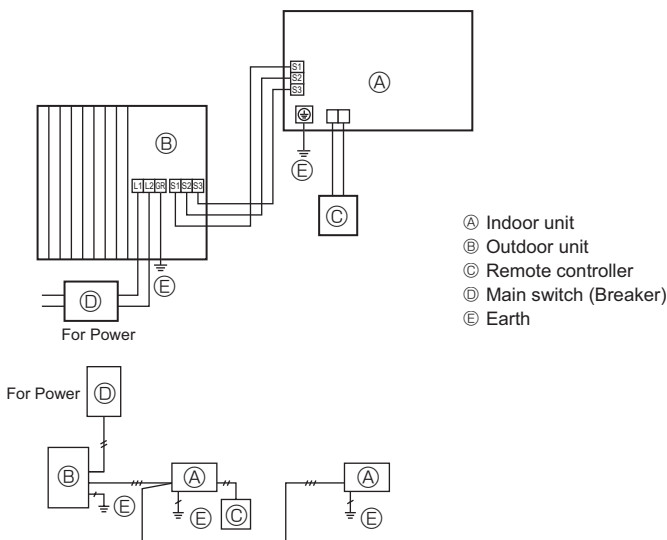 S1
S2
S3
Ⓐ
Ⓑ
Ⓔ
L1 L2 GR S1 S2 S3
Ⓒ
Ⓔ
Ⓓ
For Power
Ⓐ Indoor unit
Ⓑ Outdoor unit
Ⓒ Remote controller
Ⓓ Main switch (Breaker)
Ⓔ Earth
For Power Ⓓ
Ⓑ Ⓐ Ⓐ
Ⓔ Ⓔ Ⓒ Ⓔ